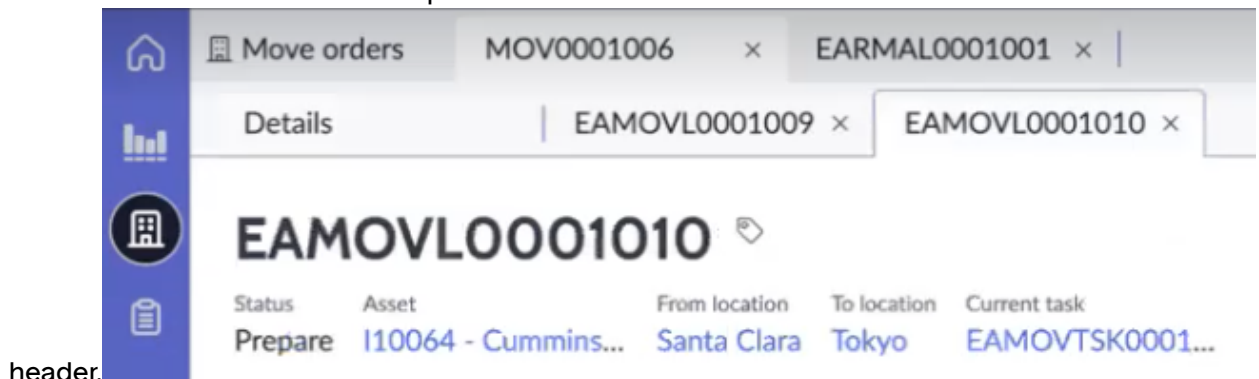 Move orders MOV0001006 × EARMAL0001001 ×
Details EAMOVL0001009 × EAMOVL0001010 ×
EAMOVL0001010
Status Asset From location To location Current task
Prepare I10064 - Cummins... Santa Clara Tokyo EAMOVTSK0001...
header.